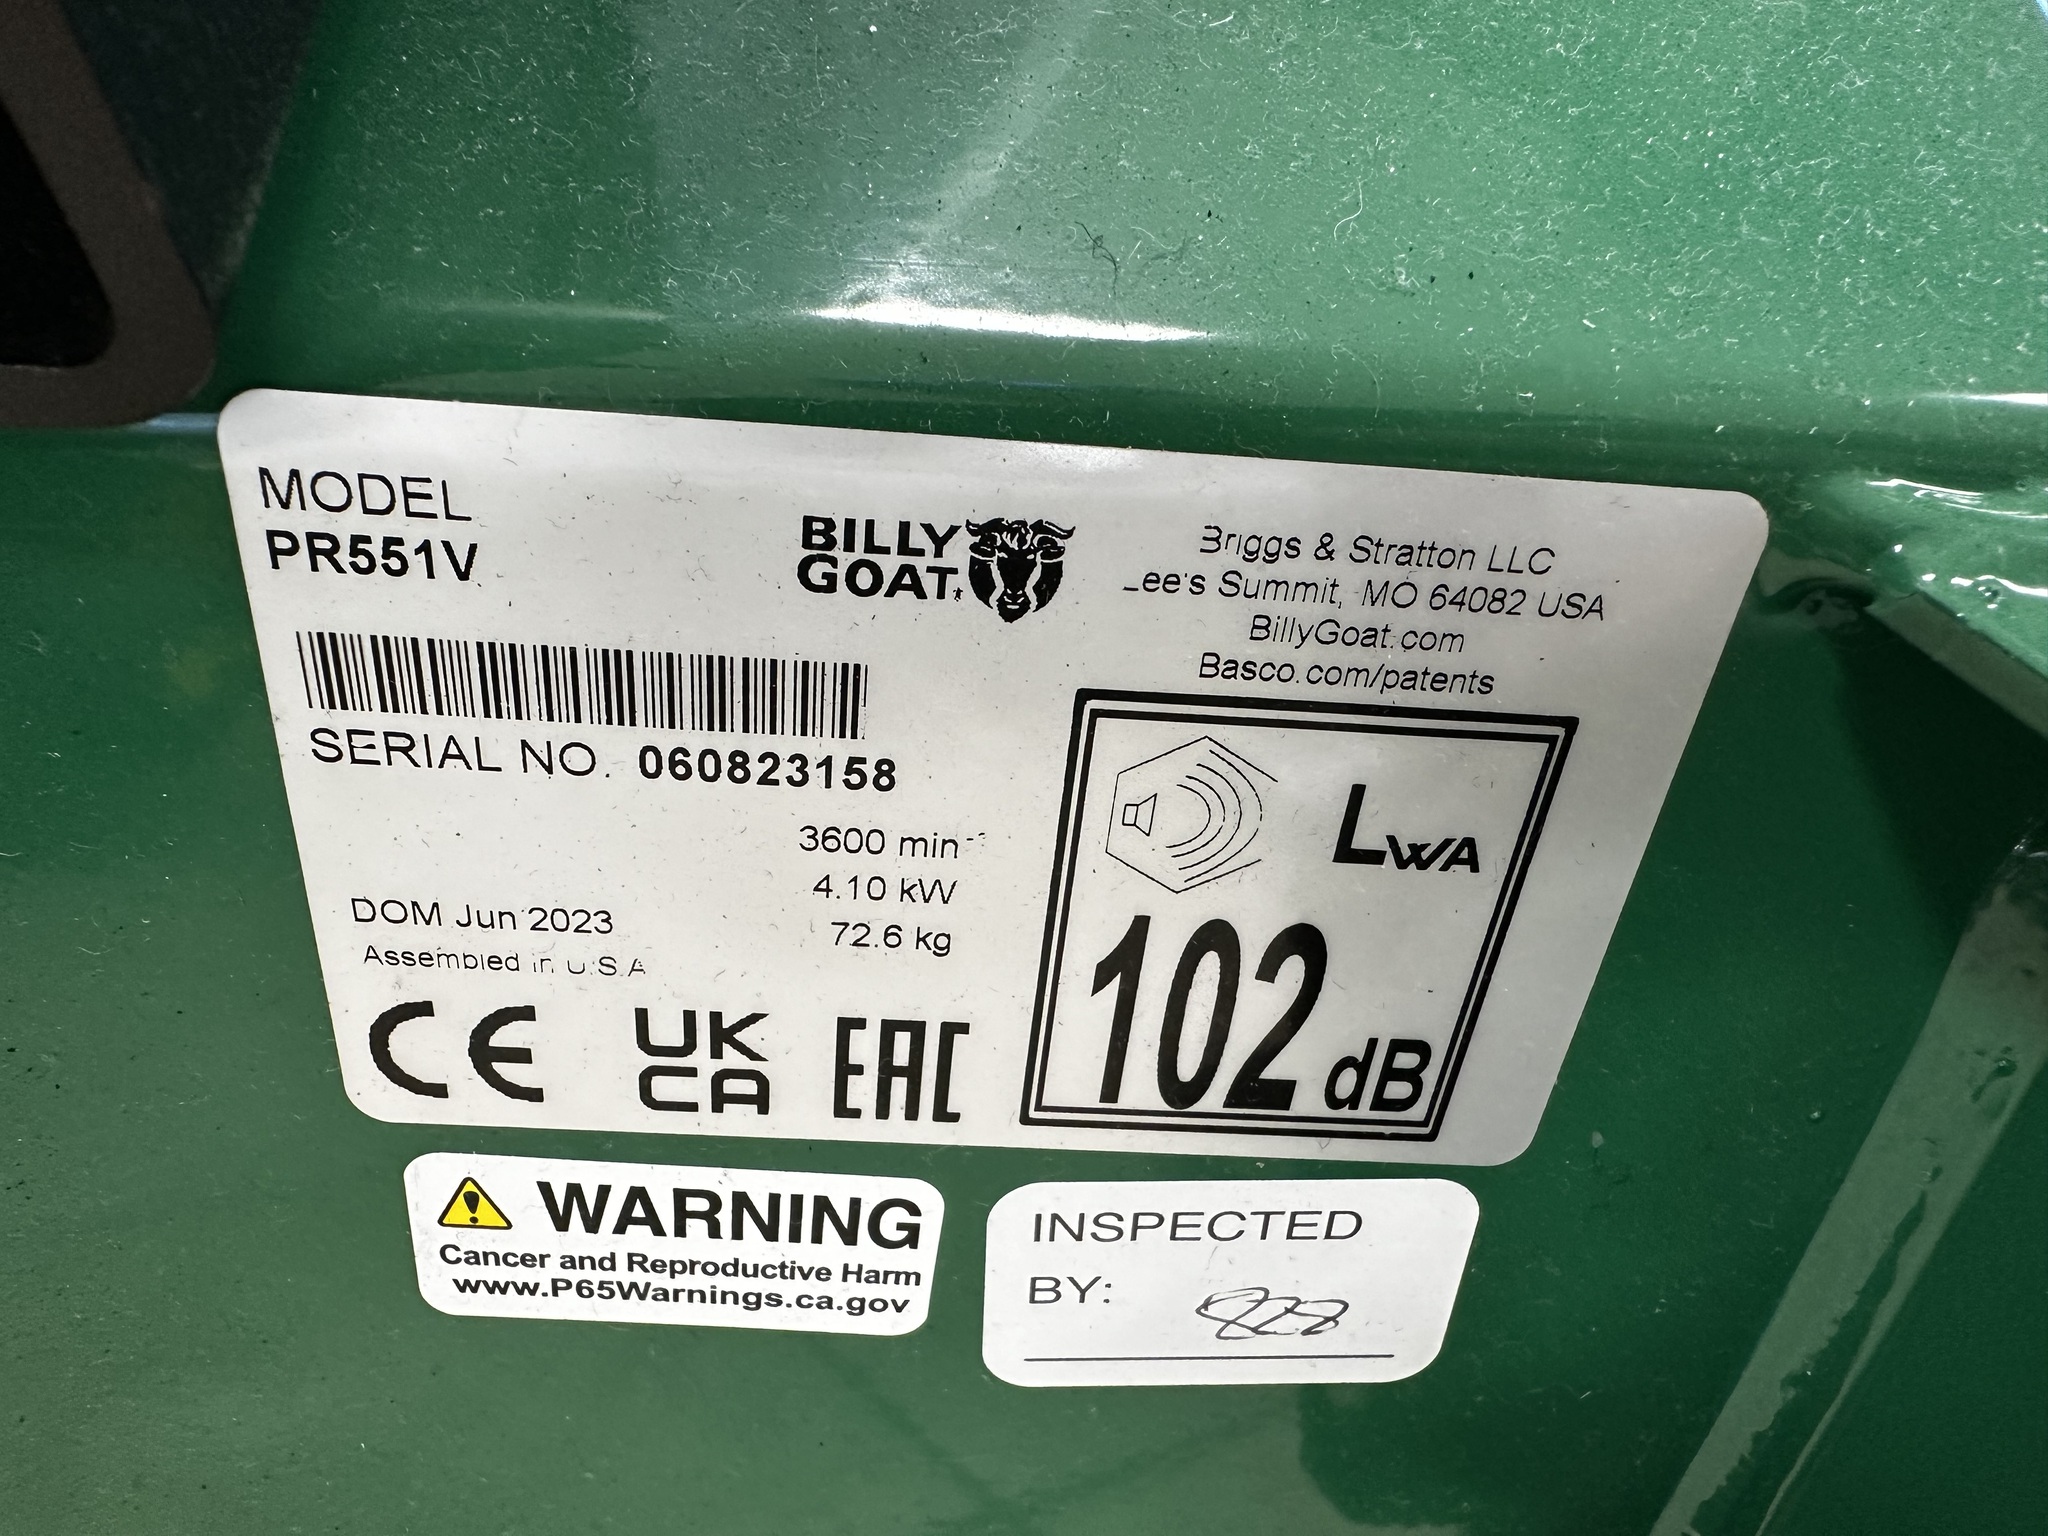 MODEL
PR551V
BILLY
GOAT
Briggs & Stratton LLC
Lee's Summit, MO 64082 USA
BillyGoat.com
Basco.com/patents
SERIAL NO. 060823158
3600 min⁻¹
4.10 kW
72.6 kg
DOM Jun 2023
Assembled in U.S.A
CE
UK
CA
EAC
LWA
102 dB
WARNING
Cancer and Reproductive Harm
www.P65Warnings.ca.gov
INSPECTED
BY: